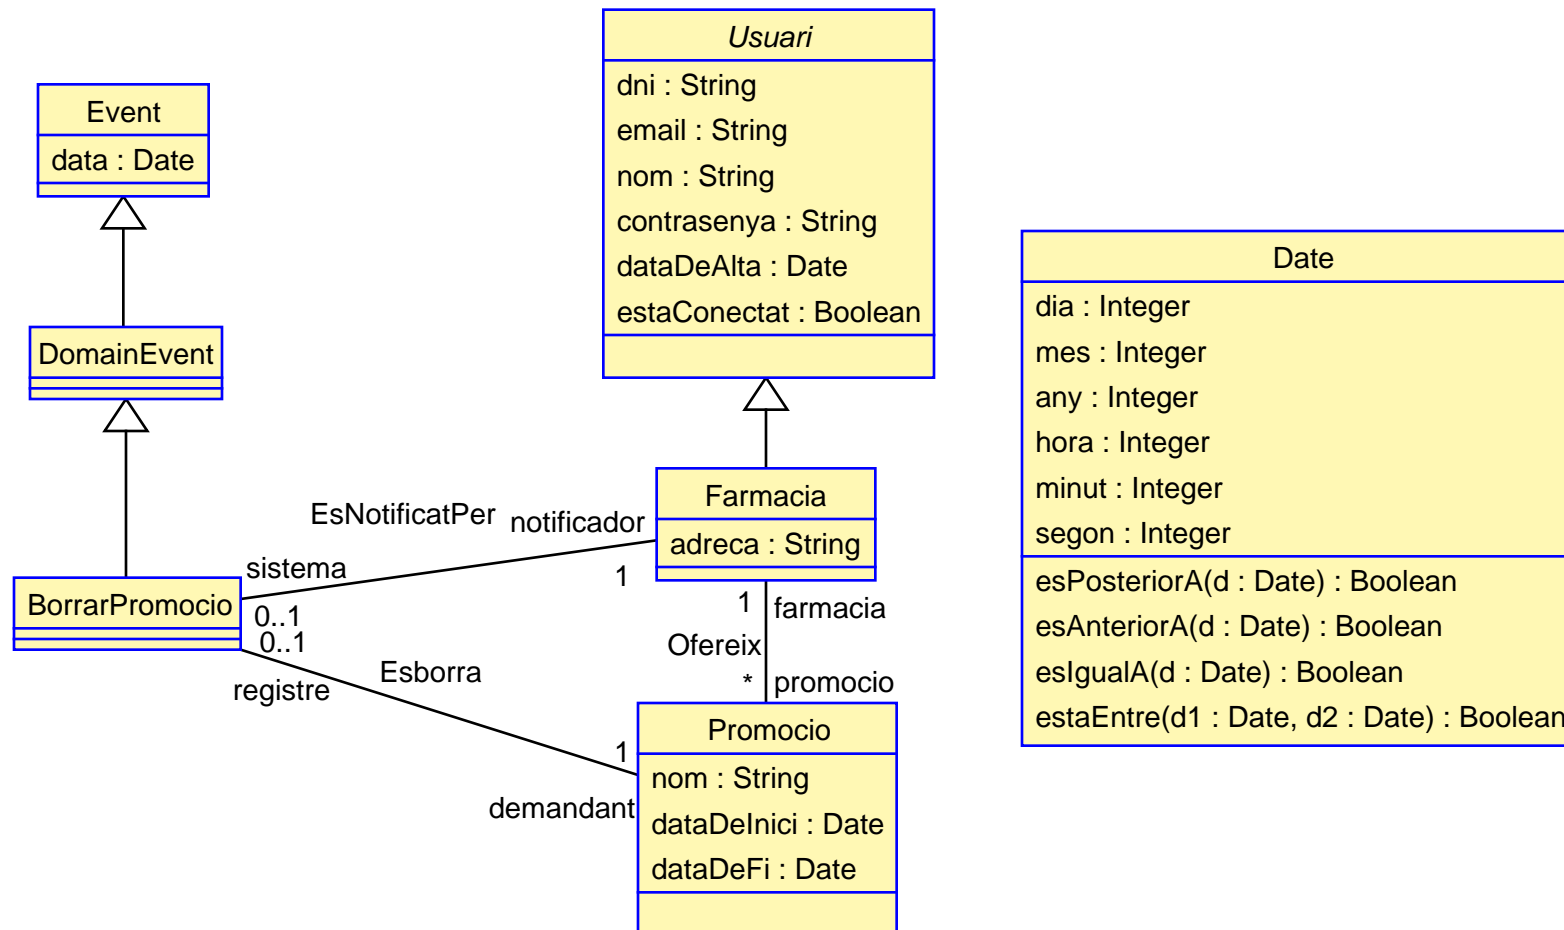 Usuari
dni : String
email : String
nom : String
contrasenya : String
dataDeAlta : Date
estaConectat : Boolean
Event
data : Date
DomainEvent
Date
dia : Integer
mes : Integer
any : Integer
hora : Integer
minut : Integer
segon : Integer
esPosteriorA(d : Date) : Boolean
esAnteriorA(d : Date) : Boolean
esIgualA(d : Date) : Boolean
estaEntre(d1 : Date, d2 : Date) : Boolean
Farmacia
adreca : String
EsNotificatPer
notificador
sistema
1
BorrarPromocio
0..1
0..1
1
farmacia
Ofereix
*
promocio
Esborra
registre
1
demandant
Promocio
nom : String
dataDeInici : Date
dataDeFi : Date